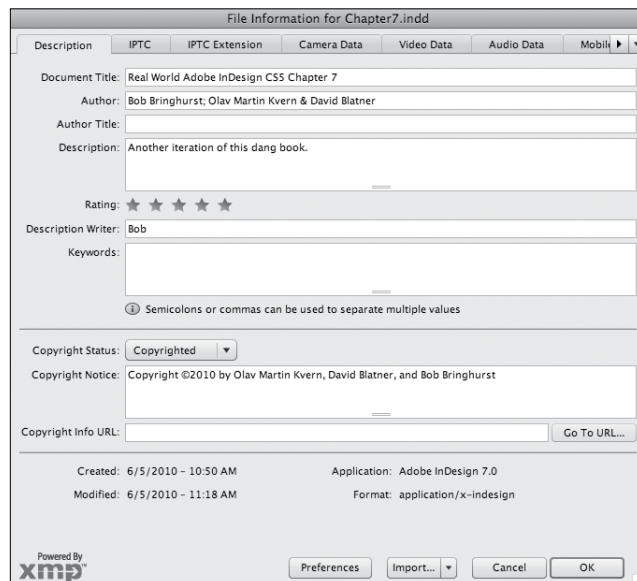 File Information for Chapter7.indd
Description IPTC IPTC Extension Camera Data Video Data Audio Data Mobil
Document Title: Real World Adobe InDesign CS5 Chapter 7
Author: Bob Bringhurst; Olav Martin Kvern & David Blatner
Author Title:
Description: Another iteration of this dang book.
Rating:
Description Writer: Bob
Keywords:
Semicolons or commas can be used to separate multiple values
Copyright Status: Copyrighted
Copyright Notice: Copyright ©2010 by Olav Martin Kvern, David Blatner, and Bob Bringhurst
Copyright Info URL: Go To URL...
Created: 6/5/2010 – 10:50 AM Application: Adobe InDesign 7.0
Modified: 6/5/2010 – 11:18 AM Format: application/x-indesign
Powered By
xmp™ Preferences Import... Cancel OK